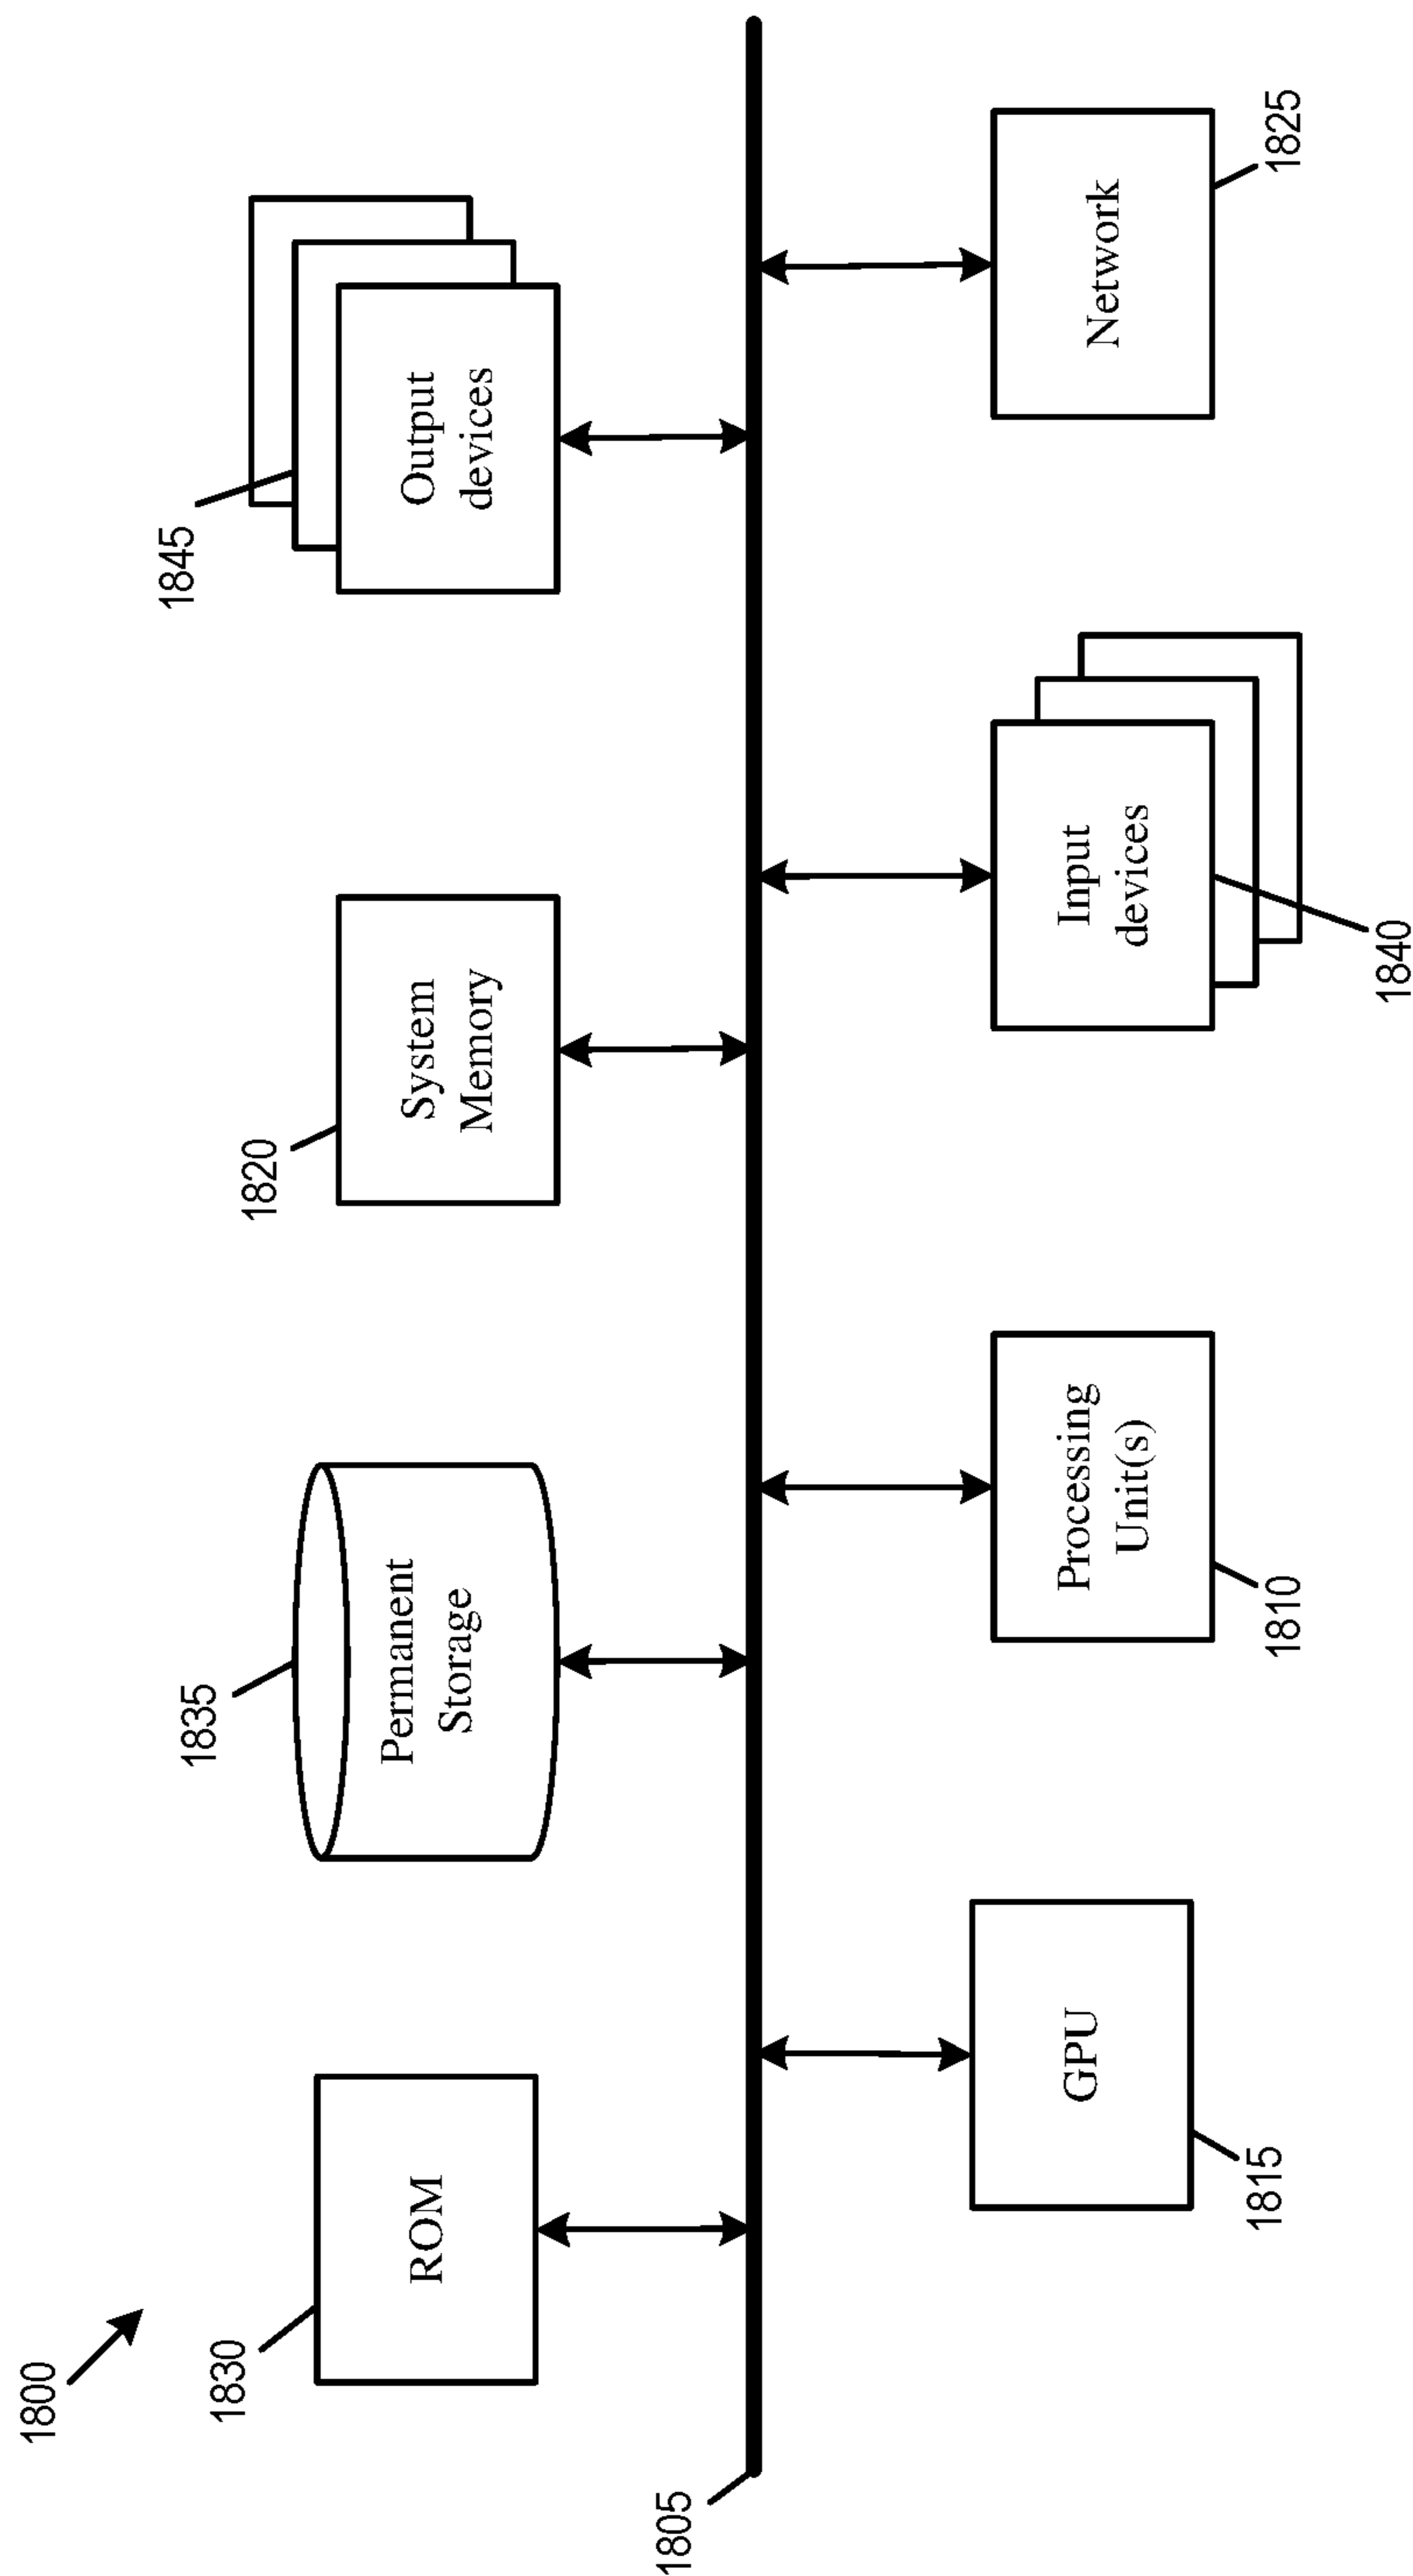 1800
1830
ROM
1835
Permanent
Storage
1820
System
Memory
1845
Output
devices
1805
GPU
1815
Processing
Unit(s)
1810
Input
devices
1840
Network
1825